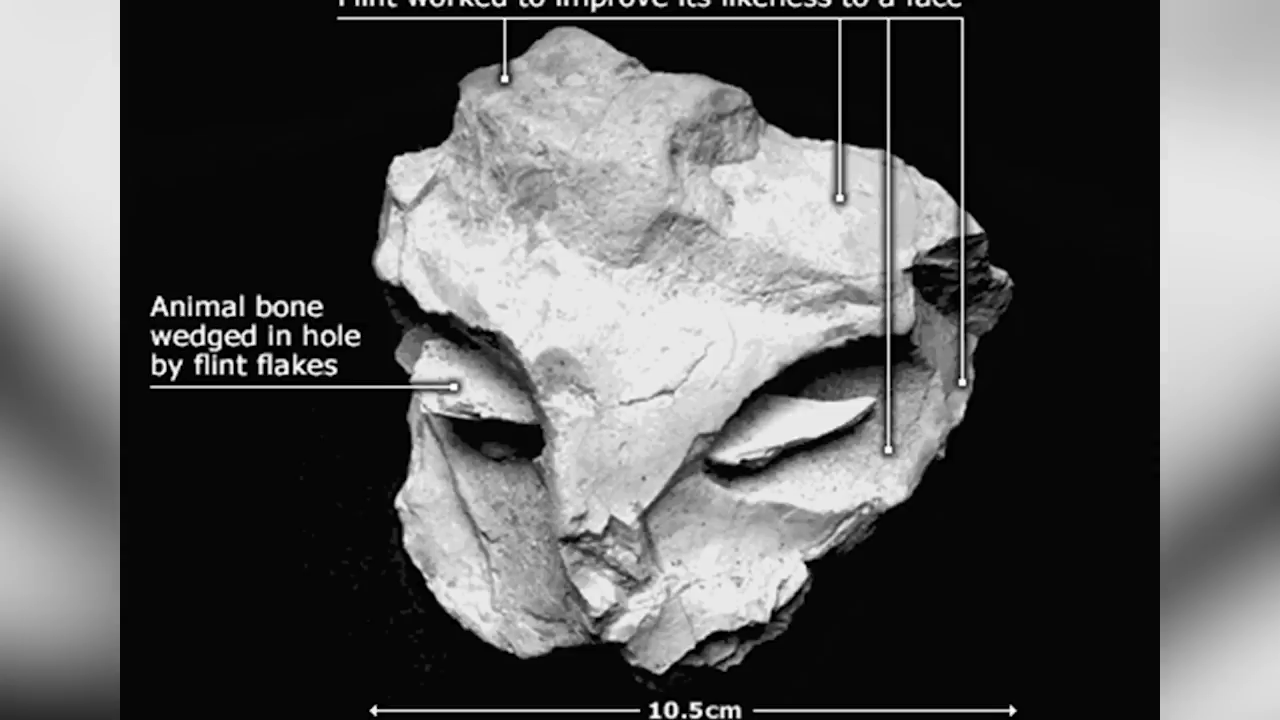 Flint worked to improve its likeness to a face
Animal bone
wedged in hole
by flint flakes
10.5cm